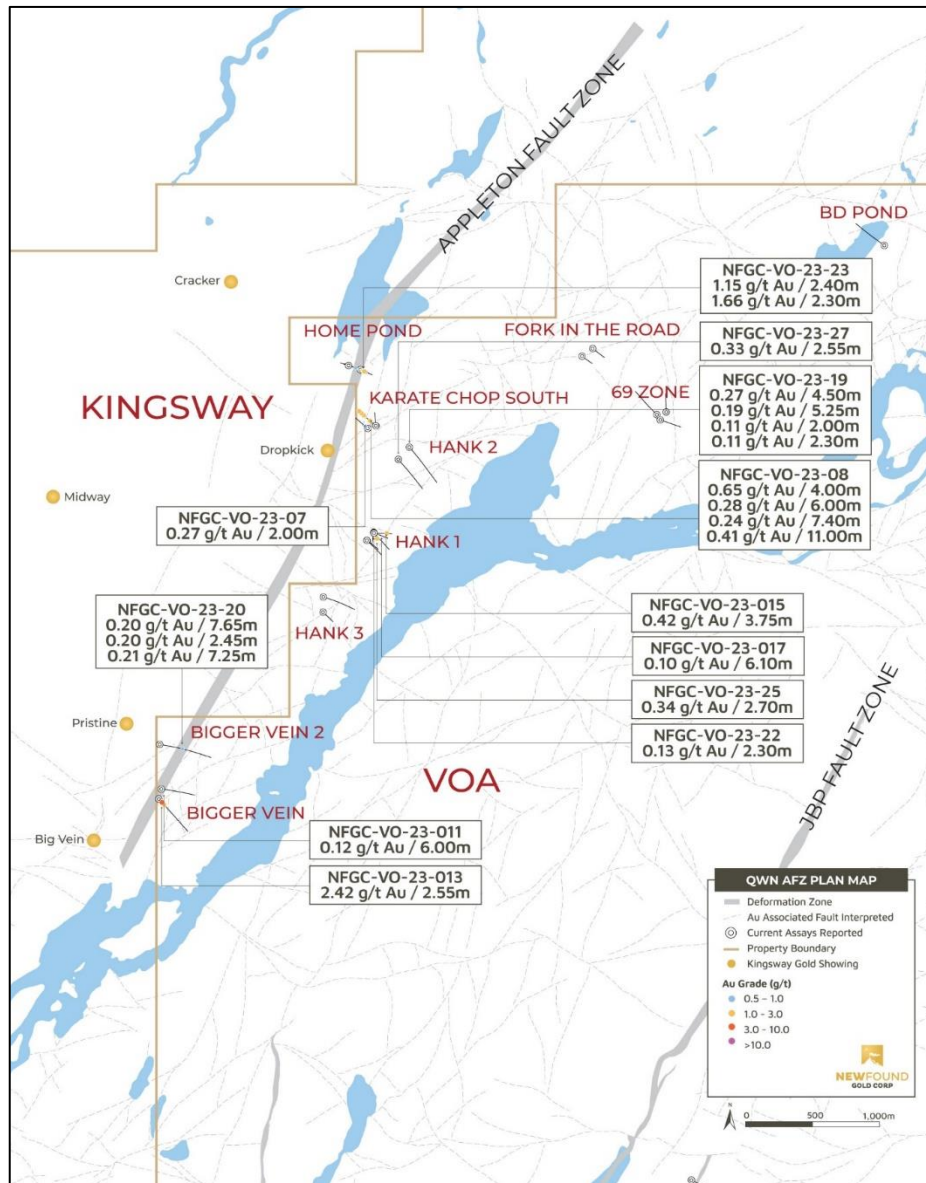 APPLETON FAULT ZONE
BD POND
Cracker
NFGC-VO-23-23
1.15 g/t Au / 2.40m
1.66 g/t Au / 2.30m
HOME POND
FORK IN THE ROAD
NFGC-VO-23-27
0.33 g/t Au / 2.55m
KINGSWAY
KARATE CHOP SOUTH
69 ZONE
NFGC-VO-23-19
0.27 g/t Au / 4.50m
0.19 g/t Au / 5.25m
0.11 g/t Au / 2.00m
0.11 g/t Au / 2.30m
Dropkick
HANK 2
Midway
NFGC-VO-23-08
0.65 g/t Au / 4.00m
0.28 g/t Au / 6.00m
0.24 g/t Au / 7.40m
0.41 g/t Au / 11.00m
NFGC-VO-23-07
0.27 g/t Au / 2.00m
HANK 1
NFGC-VO-23-20
0.20 g/t Au / 7.65m
0.20 g/t Au / 2.45m
0.21 g/t Au / 7.25m
HANK 3
NFGC-VO-23-015
0.42 g/t Au / 3.75m
NFGC-VO-23-017
0.10 g/t Au / 6.10m
NFGC-VO-23-25
0.34 g/t Au / 2.70m
NFGC-VO-23-22
0.13 g/t Au / 2.30m
Pristine
BIGGER VEIN 2
VOA
JBP FAULT ZONE
BIGGER VEIN
Big Vein
NFGC-VO-23-011
0.12 g/t Au / 6.00m
NFGC-VO-23-013
2.42 g/t Au / 2.55m
QWN AFZ PLAN MAP
Deformation Zone
Au Associated Fault Interpreted
Current Assays Reported
Property Boundary
Kingsway Gold Showing
Au Grade (g/t)
0.5 - 1.0
1.0 - 3.0
3.0 - 10.0
>10.0
NEWFOUND
GOLD CORP
N
0 500 1,000m